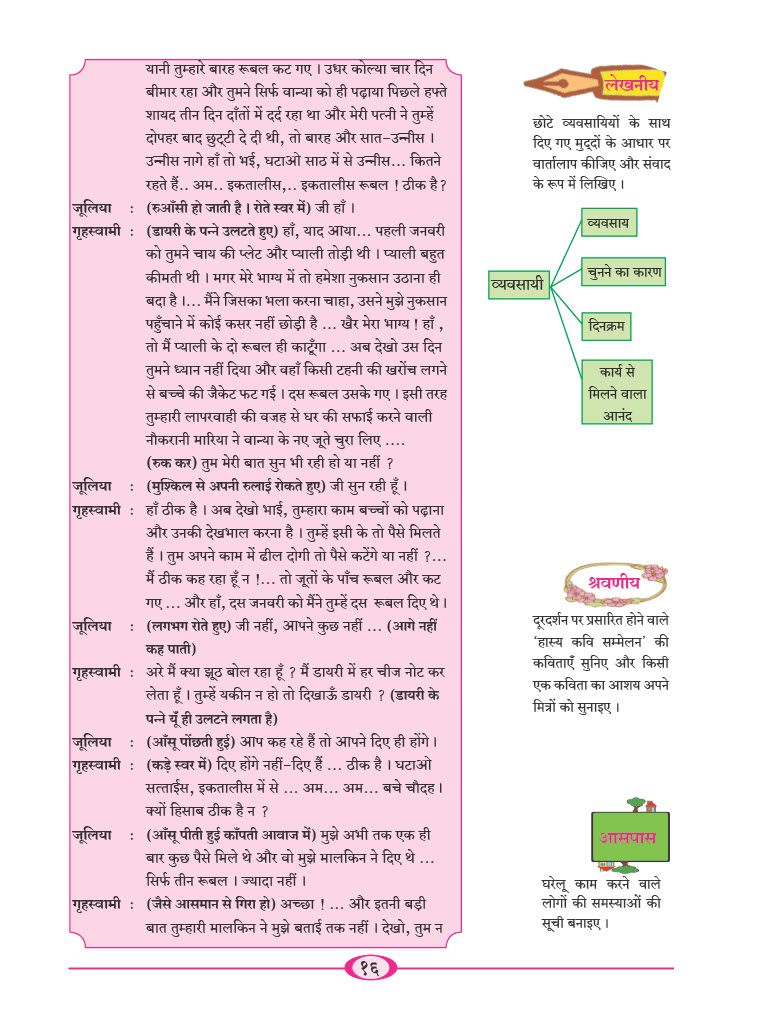 यानी तुम्हारे बारह रूबल कट गए । उधर कोल्या चार दिन
बीमार रहा और तुमने सिर्फ वान्या को ही पढ़ाया पिछले हफ्ते
शायद तीन दिन दाँतों में दर्द रहा था और मेरी पत्नी ने तुम्हें
दोपहर बाद छुट्टी दे दी थी, तो बारह और सात-उन्नीस ।
उन्नीस नागे हाँ तो भई, घटाओ साठ में से उन्नीस... कितने
रहते हैं.. अम.. इकतालीस,.. इकतालीस रूबल ! ठीक है ?
जूलिया : (रुआँसी हो जाती है । रोते स्वर में) जी हाँ ।
गृहस्वामी : (डायरी के पन्ने उलटते हुए) हाँ, याद आया... पहली जनवरी
को तुमने चाय की प्लेट और प्याली तोड़ी थी । प्याली बहुत
कीमती थी । मगर मेरे भाग्य में तो हमेशा नुकसान उठाना ही
बदा है ।... मैंने जिसका भला करना चाहा, उसने मुझे नुकसान
पहुँचाने में कोई कसर नहीं छोड़ी है ... खैर मेरा भाग्य ! हाँ ,
तो मैं प्याली के दो रूबल ही काटूँगा ... अब देखो उस दिन
तुमने ध्यान नहीं दिया और वहाँ किसी टहनी की खरोंच लगने
से बच्चे की जैकेट फट गई । दस रूबल उसके गए । इसी तरह
तुम्हारी लापरवाही की वजह से घर की सफाई करने वाली
नौकरानी मारिया ने वान्या के नए जूते चुरा लिए ....
(रुक कर) तुम मेरी बात सुन भी रही हो या नहीं ?
जूलिया : (मुश्किल से अपनी रुलाई रोकते हुए) जी सुन रही हूँ ।
गृहस्वामी : हाँ ठीक है । अब देखो भाई, तुम्हारा काम बच्चों को पढ़ाना
और उनकी देखभाल करना है । तुम्हें इसी के तो पैसे मिलते
हैं । तुम अपने काम में ढील दोगी तो पैसे कटेंगे या नहीं ?...
मैं ठीक कह रहा हूँ न !... तो जूतों के पाँच रूबल और कट
गए ... और हाँ, दस जनवरी को मैंने तुम्हें दस रूबल दिए थे ।
जूलिया : (लगभग रोते हुए) जी नहीं, आपने कुछ नहीं ... (आगे नहीं
कह पाती)
गृहस्वामी : अरे मैं क्या झूठ बोल रहा हूँ ? मैं डायरी में हर चीज नोट कर
लेता हूँ । तुम्हें यकीन न हो तो दिखाऊँ डायरी ? (डायरी के
पन्ने यूँ ही उलटने लगता है)
जूलिया : (आँसू पोंछती हुई) आप कह रहे हैं तो आपने दिए ही होंगे ।
गृहस्वामी : (कड़े स्वर में) दिए होंगे नहीं-दिए हैं ... ठीक है । घटाओ
सत्ताईस, इकतालीस में से ... अम... अम... बचे चौदह ।
क्यों हिसाब ठीक है न ?
जूलिया : (आँसू पीती हुई काँपती आवाज में) मुझे अभी तक एक ही
बार कुछ पैसे मिले थे और वो मुझे मालकिन ने दिए थे ...
सिर्फ तीन रूबल । ज्यादा नहीं ।
गृहस्वामी : (जैसे आसमान से गिरा हो) अच्छा ! ... और इतनी बड़ी
बात तुम्हारी मालकिन ने मुझे बताई तक नहीं । देखो, तुम न
लेखनीय
छोटे व्यवसायियों के साथ
दिए गए मुद्दों के आधार पर
वार्तालाप कीजिए और संवाद
के रूप में लिखिए ।
व्यवसायी
व्यवसाय
चुनने का कारण
दिनक्रम
कार्य से
मिलने वाला
आनंद
श्रवणीय
दूरदर्शन पर प्रसारित होने वाले
‘हास्य कवि सम्मेलन’ की
कविताएँ सुनिए और किसी
एक कविता का आशय अपने
मित्रों को सुनाइए ।
आसपास
घरेलू काम करने वाले
लोगों की समस्याओं की
सूची बनाइए ।
१६